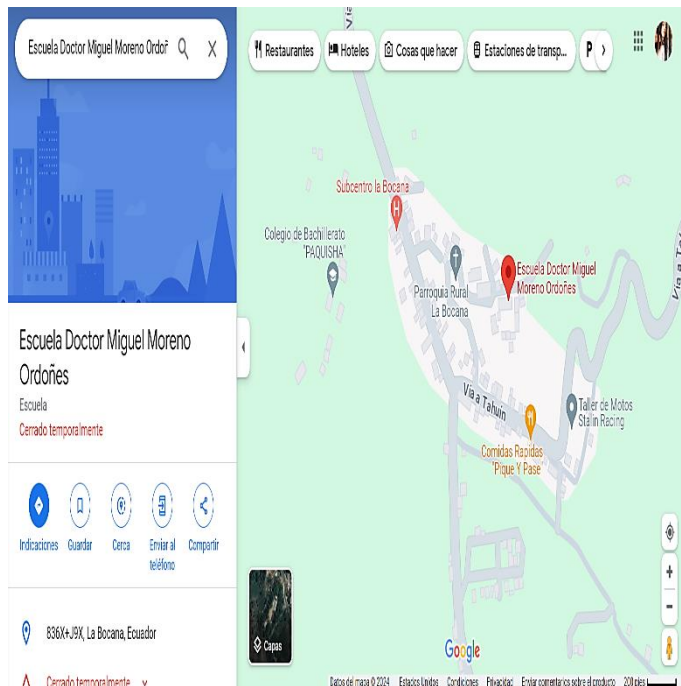 Escuela Doctor Miguel Moreno Ordoñ
Restaurantes
Hoteles
Cosas que hacer
Estaciones de transp...
P
Escuela Doctor Miguel Moreno
Ordoñes
Escuela
Cerrado temporalmente
Indicaciones
Guardar
Cerca
Enviar al
teléfono
Compartir
836X+J9X, La Bocana, Ecuador
Cerrado temporalmente
Via
Subcentro la Bocana
H
Colegio de Bachillerato
"PAQUISHA"
Parroquia Rural
La Bocana
Escuela Doctor Miguel
Moreno Ordoñes
Via a Ta
Via a Tahuin
Taller de Motos
Stalin Racing
Comidas Rapidas
"Pique Y Pase"
Capas
Google
Datos del mapa © 2024 Estados Unidos Condiciones Privacidad Enviar comentarios sobre el producto 200 pies